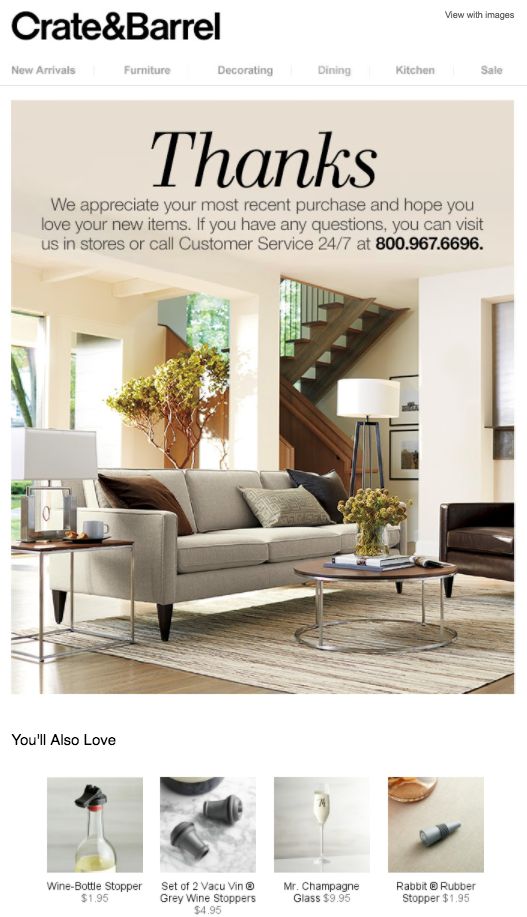 Crate&Barrel
View with images
New Arrivals
Furniture
Decorating
Dining
Kitchen
Sale
Thanks
We appreciate your most recent purchase and hope you
love your new items. If you have any questions, you can visit
us in stores or call Customer Service 24/7 at 800.967.6696.
You'll Also Love
Wine-Bottle Stopper
$1.95
Set of 2 Vacu Vin ®
Grey Wine Stoppers
$4.95
Mr. Champagne
Glass $9.95
Rabbit ® Rubber
Stopper $1.95